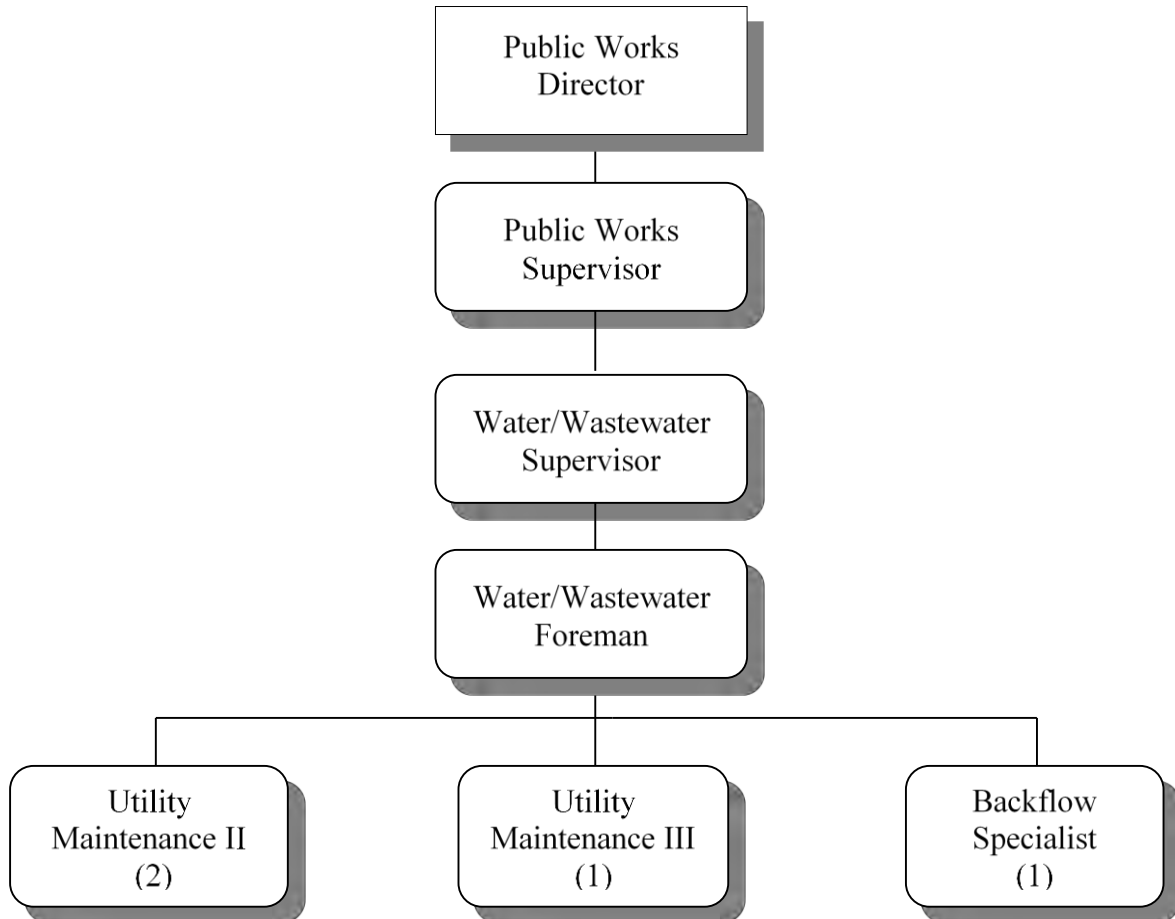 Public Works
Director
Public Works
Supervisor
Water/Wastewater
Supervisor
Water/Wastewater
Foreman
Utility
Maintenance II
(2)
Utility
Maintenance III
(1)
Backflow
Specialist
(1)